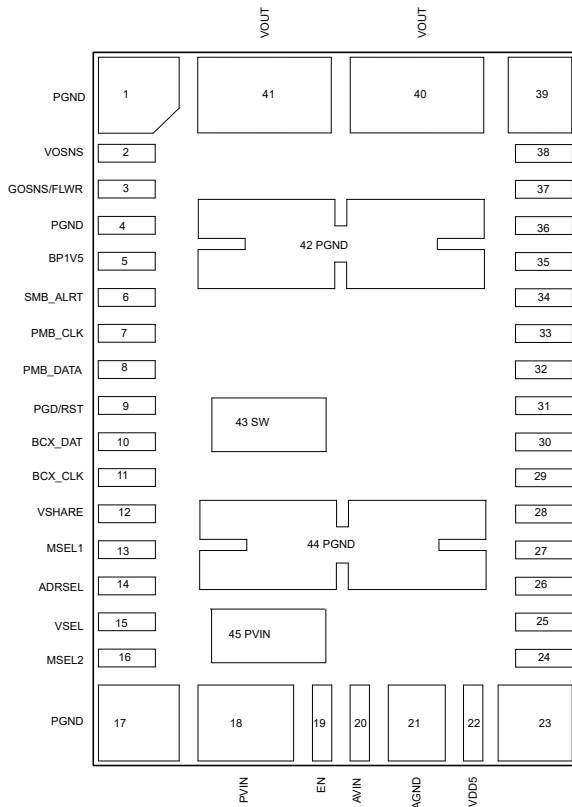 VOUT VOUT
PGND 1 41 40 39
VOSNS 2 38
GOSNS/FLWR 3 37
PGND 4 36
42 PGND
BP1V5 5 35
SMB_ALRT 6 34
PMB_CLK 7 33
PMB_DATA 8 32
PGD/RST 9 31
43 SW
BCX_DAT 10 30
BCX_CLK 11 29
VSHARE 12 28
MSEL1 13 44 PGND 27
ADRSEL 14 26
VSEL 15 25
45 PVIN
MSEL2 16 24
PGND 17 18 19 20 21 22 23
PVIN EN AVIN AGND VDD5